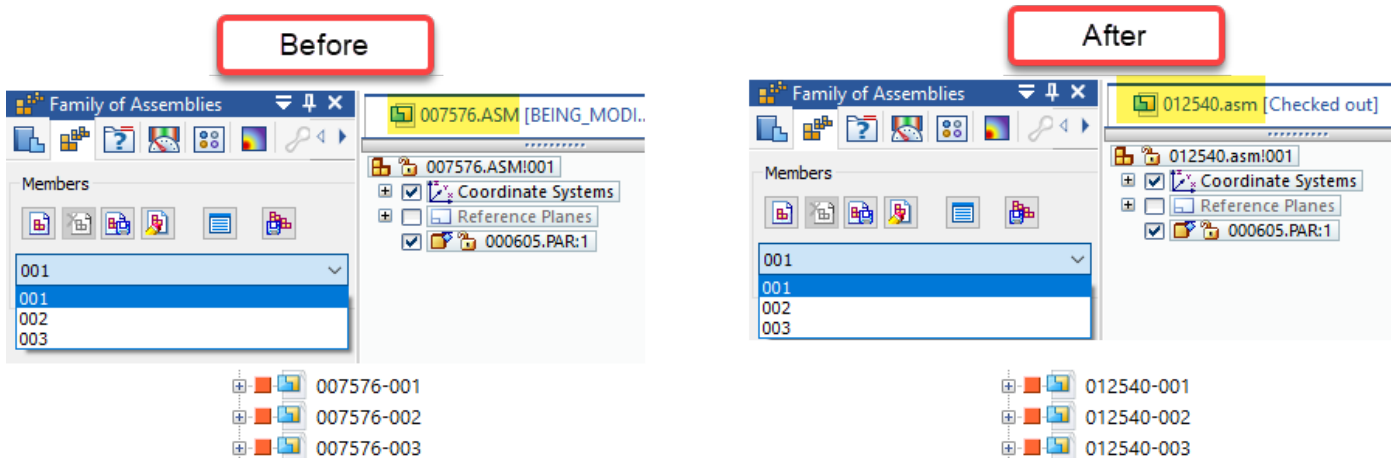 Before
Family of Assemblies
007576.ASM [BEING_MODI..
007576.ASM!001
Coordinate Systems
Reference Planes
000605.PAR:1
Members
001
001
002
003
007576-001
007576-002
007576-003
After
Family of Assemblies
012540.asm [Checked out]
012540.asm!001
Coordinate Systems
Reference Planes
000605.PAR:1
Members
001
001
002
003
012540-001
012540-002
012540-003